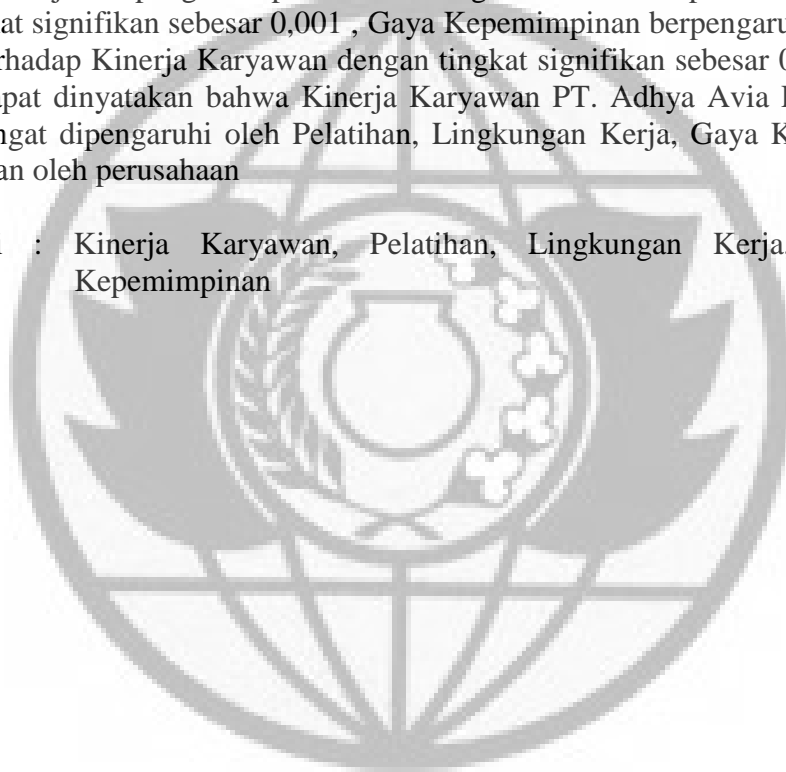 at signifikan sebesar 0,001 , Gaya Kepemimpinan berpengaru
rhadap Kinerja Karyawan dengan tingkat signifikan sebesar 0
apat dinyatakan bahwa Kinerja Karyawan PT. Adhya Avia
ngat dipengaruhi oleh Pelatihan, Lingkungan Kerja, Gaya K
an oleh perusahaan
: Kinerja Karyawan, Pelatihan, Lingkungan Kerja,
Kepemimpinan